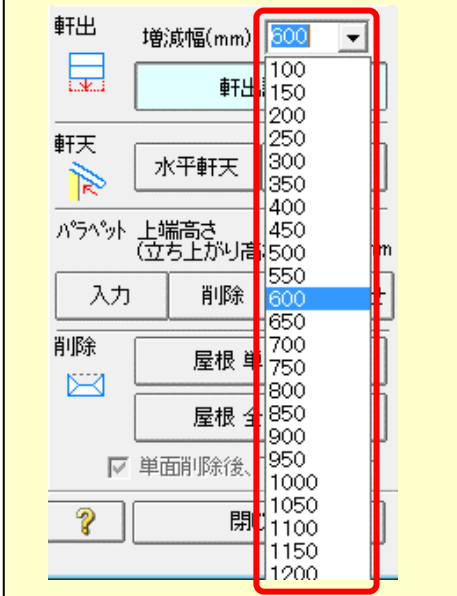 軒出
増減幅(mm) 600
軒出
100
150
200
250
300
350
400
450
500
550
600
650
700
750
800
850
900
950
1000
1050
1100
1150
1200
軒天
水平軒天
パラペット 上端高さ
(立ち上がり高
入力
削除
せ
削除
屋根 単
屋根 全
単面削除後、
?
閉